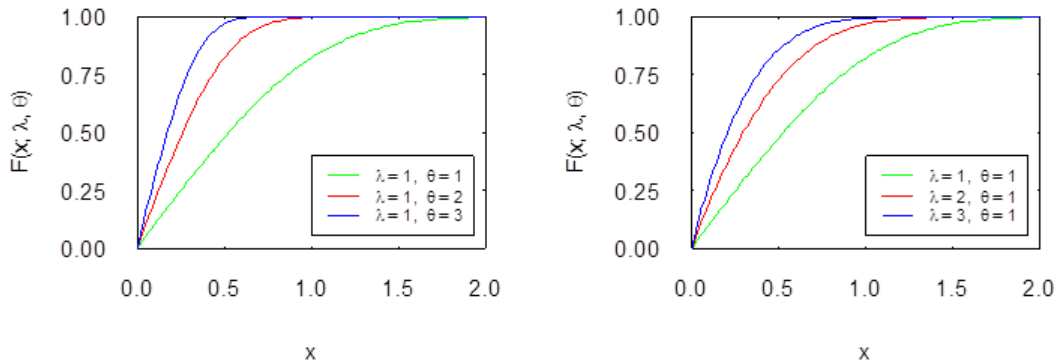 F(x; λ, θ)
1.00
0.75
0.50
0.25
0.00
λ = 1, θ = 1
λ = 1, θ = 2
λ = 1, θ = 3
0.0 0.5 1.0 1.5 2.0
x
F(x; λ, θ)
1.00
0.75
0.50
0.25
0.00
λ = 1, θ = 1
λ = 2, θ = 1
λ = 3, θ = 1
0.0 0.5 1.0 1.5 2.0
x